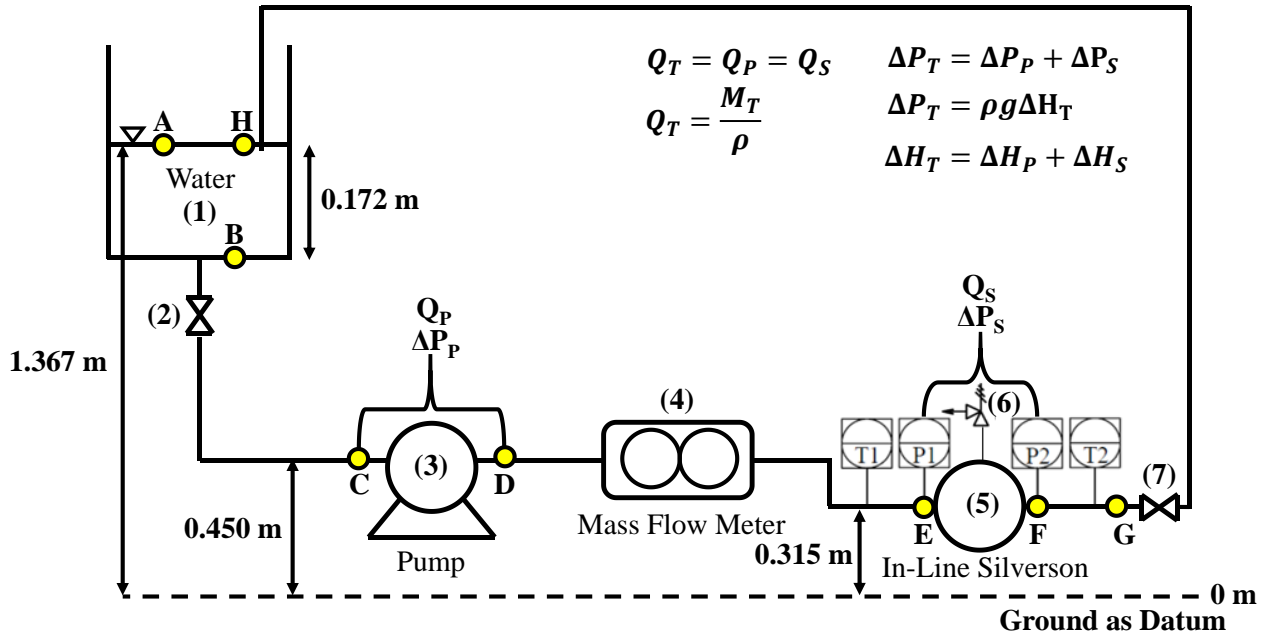 Q_T = Q_P = Q_S
ΔP_T = ΔP_P + ΔP_S
Q_T = M_T / ρ
ΔP_T = ρgΔH_T
ΔH_T = ΔH_P + ΔH_S
A
H
Water
(1)
0.172 m
B
(2)
1.367 m
Q_P
ΔP_P
Q_S
ΔP_S
(3)
(4)
(5)
(6)
(7)
T1
P1
P2
T2
C
D
E
F
G
0.450 m
Pump
Mass Flow Meter
0.315 m
In-Line Silverson
0 m
Ground as Datum